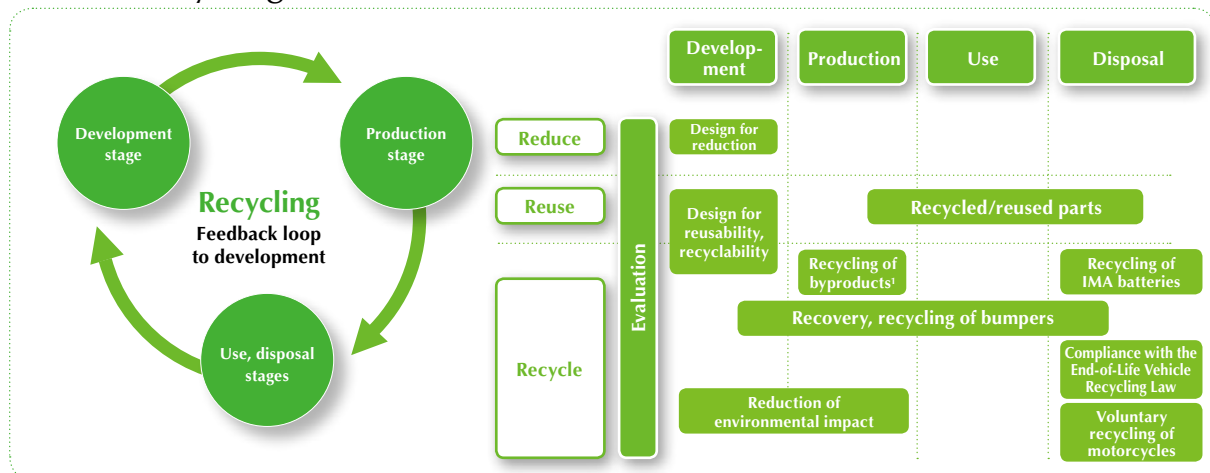 Development
stage
Production
stage
Recycling
Feedback loop
to development
Use, disposal
stages
Develop-
ment
Production
Use
Disposal
Reduce
Reuse
Recycle
Evaluation
Design for
reduction
Design for
reusability,
recyclability
Recycled/reused parts
Recycling of
byproducts¹
Recycling of
IMA batteries
Recovery, recycling of bumpers
Compliance with the
End-of-Life Vehicle
Recycling Law
Reduction of
environmental impact
Voluntary
recycling of
motorcycles